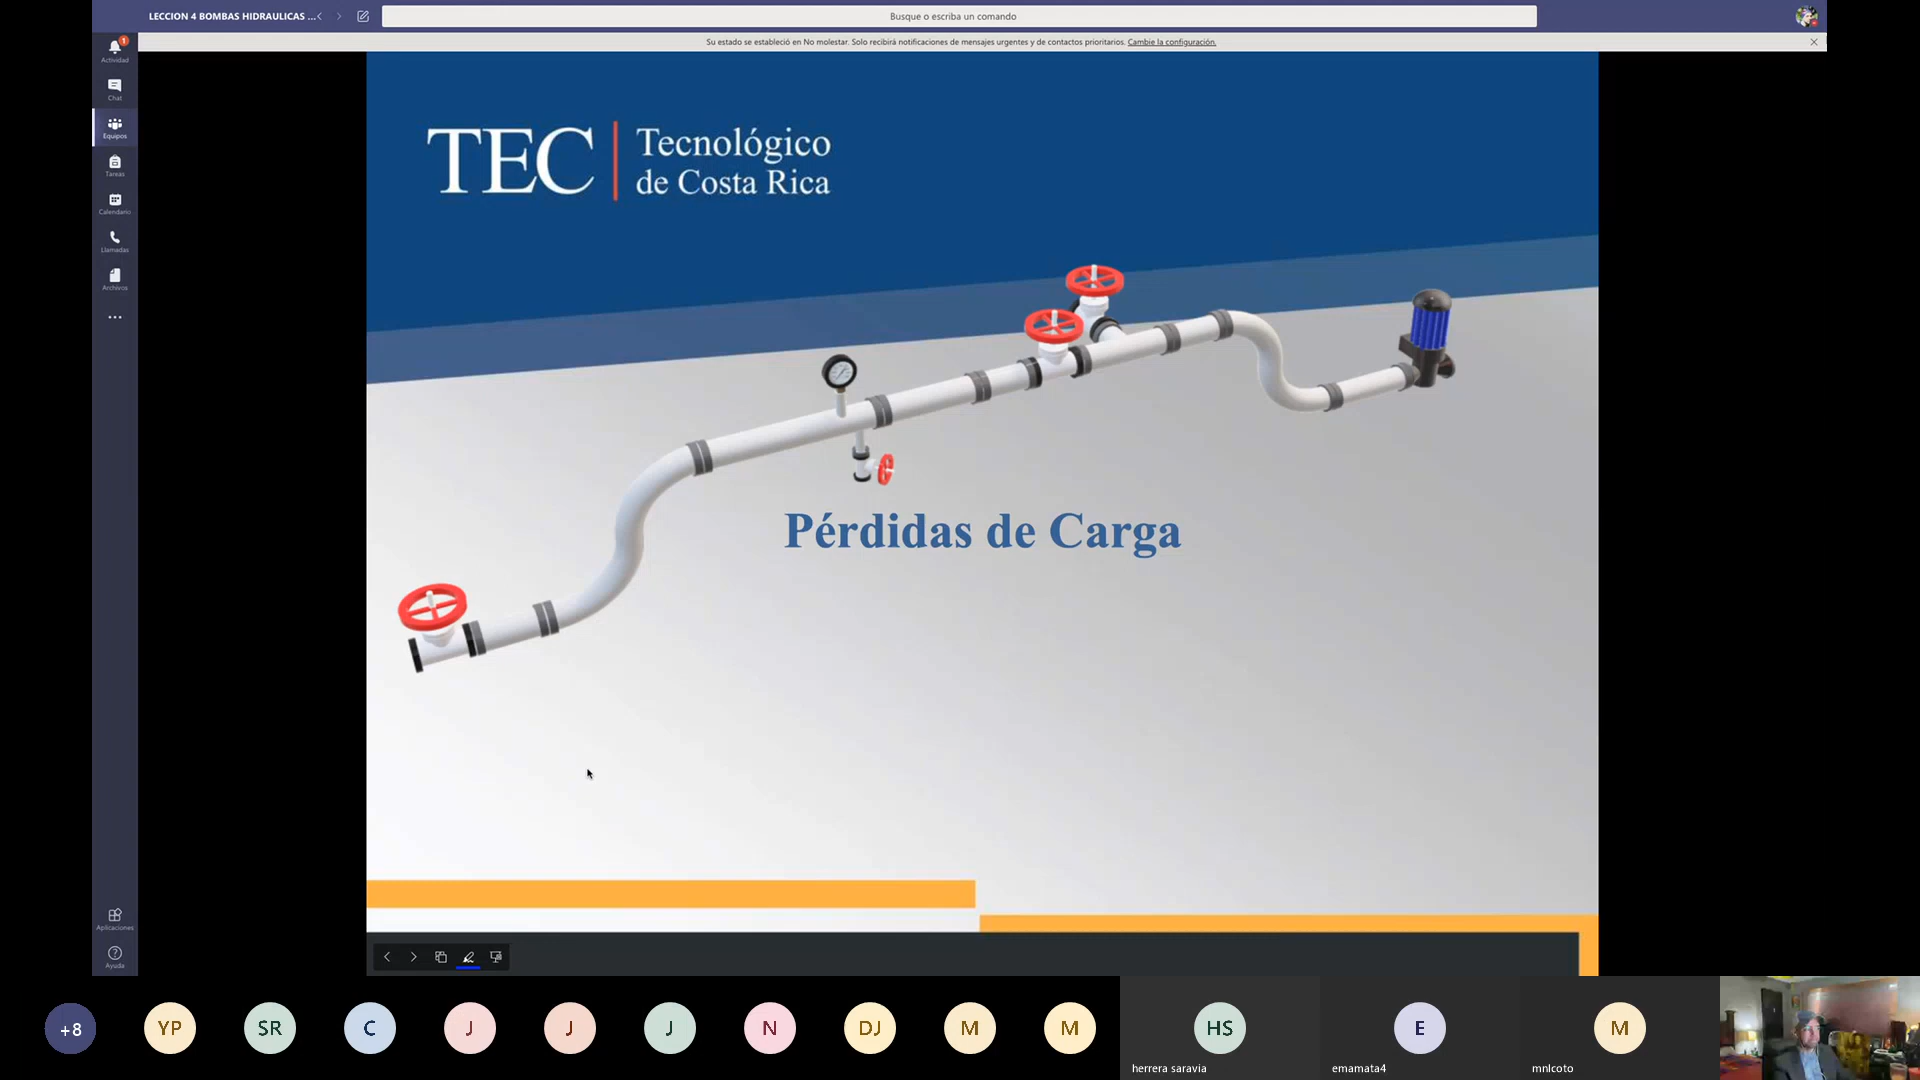 LECCION 4 BOMBAS HIDRAULICAS ...
Busque o escriba un comando
Su estado se estableció en No molestar. Solo recibirá notificaciones de mensajes urgentes y de contactos prioritarios. Cambie la configuración.
1
Actividad
Chat
Equipos
Tareas
Calendario
Llamadas
Archivos
TEC
Tecnológico
de Costa Rica
Pérdidas de Carga
Aplicaciones
Ayuda
+8
YP
SR
C
J
J
J
N
DJ
M
M
HS
E
M
herrera saravia
emamata4
mnlcoto